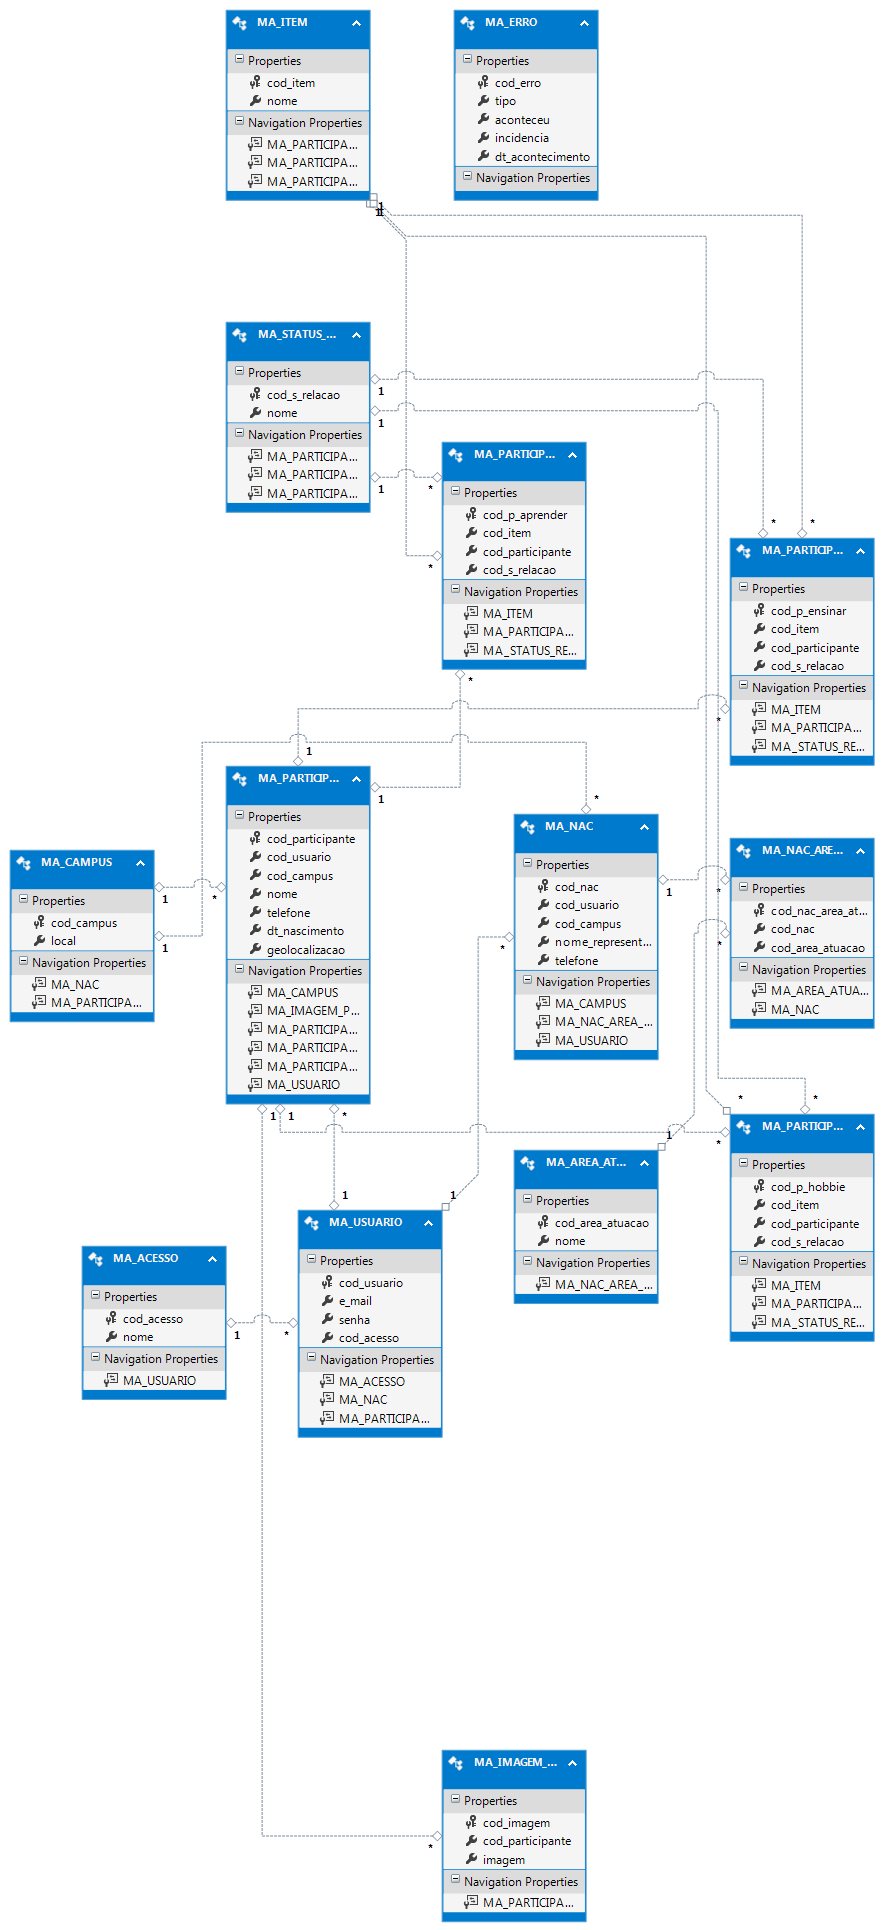 MA_ITEM
Properties
cod_item
nome
Navigation Properties
MA_PARTICIPA...
MA_PARTICIPA...
MA_PARTICIPA...
MA_ERRO
Properties
cod_erro
tipo
aconteceu
incidencia
dt_acontecimento
Navigation Properties
1
1
1
MA_STATUS_...
Properties
cod_s_relacao
nome
Navigation Properties
MA_PARTICIPA...
MA_PARTICIPA...
MA_PARTICIPA...
1
1
1
*
*
MA_PARTICIP...
Properties
cod_p_aprender
cod_item
cod_participante
cod_s_relacao
Navigation Properties
MA_ITEM
MA_PARTICIPA...
MA_STATUS_RE...
*
*
*
MA_PARTICIP...
Properties
cod_p_ensinar
cod_item
cod_participante
cod_s_relacao
Navigation Properties
MA_ITEM
MA_PARTICIPA...
MA_STATUS_RE...
*
1
1
MA_PARTICIP...
Properties
cod_participante
cod_usuario
cod_campus
nome
telefone
dt_nascimento
geolocalizacao
Navigation Properties
MA_CAMPUS
MA_IMAGEM_P...
MA_PARTICIPA...
MA_PARTICIPA...
MA_PARTICIPA...
MA_USUARIO
MA_CAMPUS
Properties
cod_campus
local
Navigation Properties
MA_NAC
MA_PARTICIPA...
1
*
1
*
MA_NAC
Properties
cod_nac
cod_usuario
cod_campus
nome_represent...
telefone
Navigation Properties
MA_CAMPUS
MA_NAC_AREA_...
MA_USUARIO
*
1
*
*
MA_NAC_ARE...
Properties
cod_nac_area_at...
cod_nac
cod_area_atuacao
Navigation Properties
MA_AREA_ATUA...
MA_NAC
1
1
*
*
*
*
1
MA_PARTICIP...
Properties
cod_p_hobbie
cod_item
cod_participante
cod_s_relacao
Navigation Properties
MA_ITEM
MA_PARTICIPA...
MA_STATUS_RE...
MA_AREA_AT...
Properties
cod_area_atuacao
nome
Navigation Properties
MA_NAC_AREA_...
1
1
MA_USUARIO
Properties
cod_usuario
e_mail
senha
cod_acesso
Navigation Properties
MA_ACESSO
MA_NAC
MA_PARTICIPA...
MA_ACESSO
Properties
cod_acesso
nome
Navigation Properties
MA_USUARIO
1
*
MA_IMAGEM_...
Properties
cod_imagem
cod_participante
imagem
Navigation Properties
MA_PARTICIPA...
*